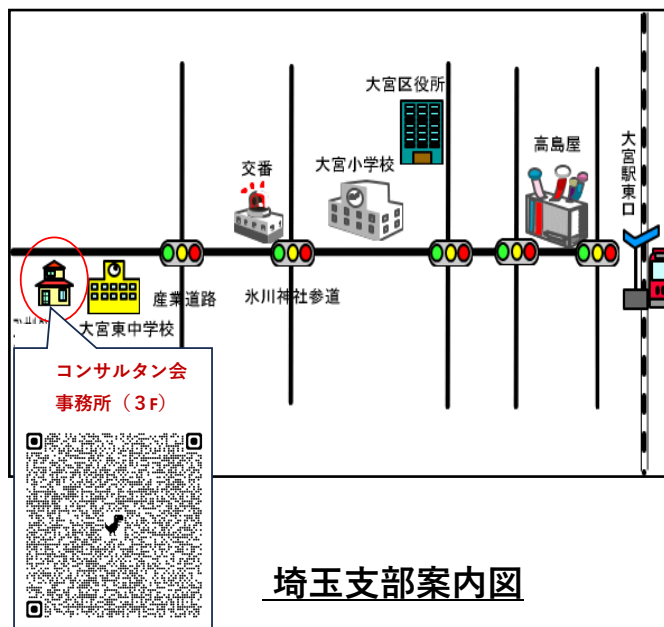 大宮区役所
高島屋
大宮駅東口
交番
大宮小学校
産業道路
氷川神社参道
大宮東中学校
コンサルタン会
事務所（３F）
埼玉支部案内図